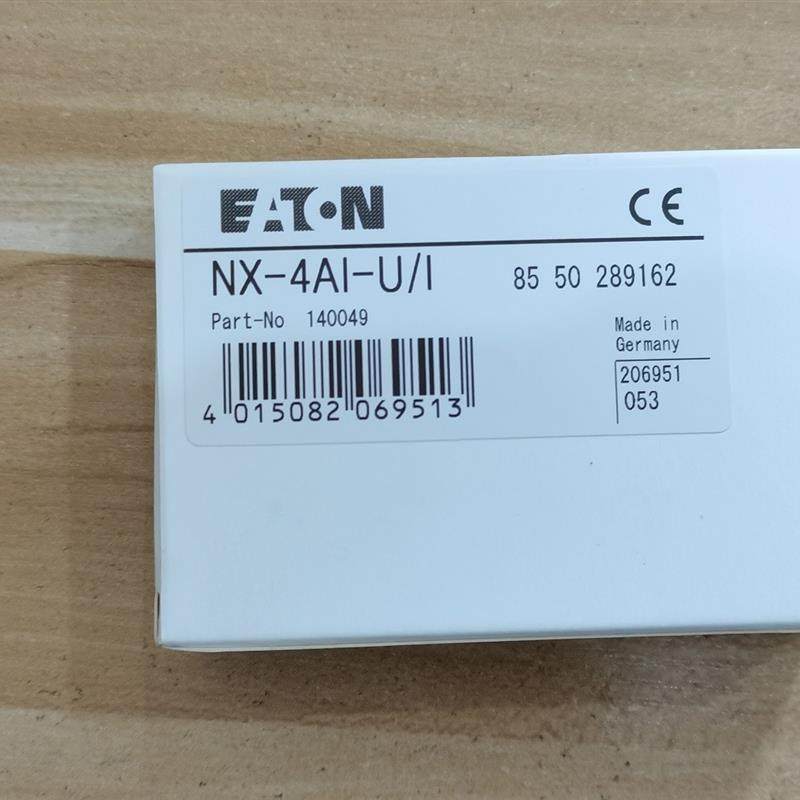 EATON CE
NX-4AI-U/I 85 50 289162
Part-No 140049
Made in
Germany
206951
053
4 015082 069513